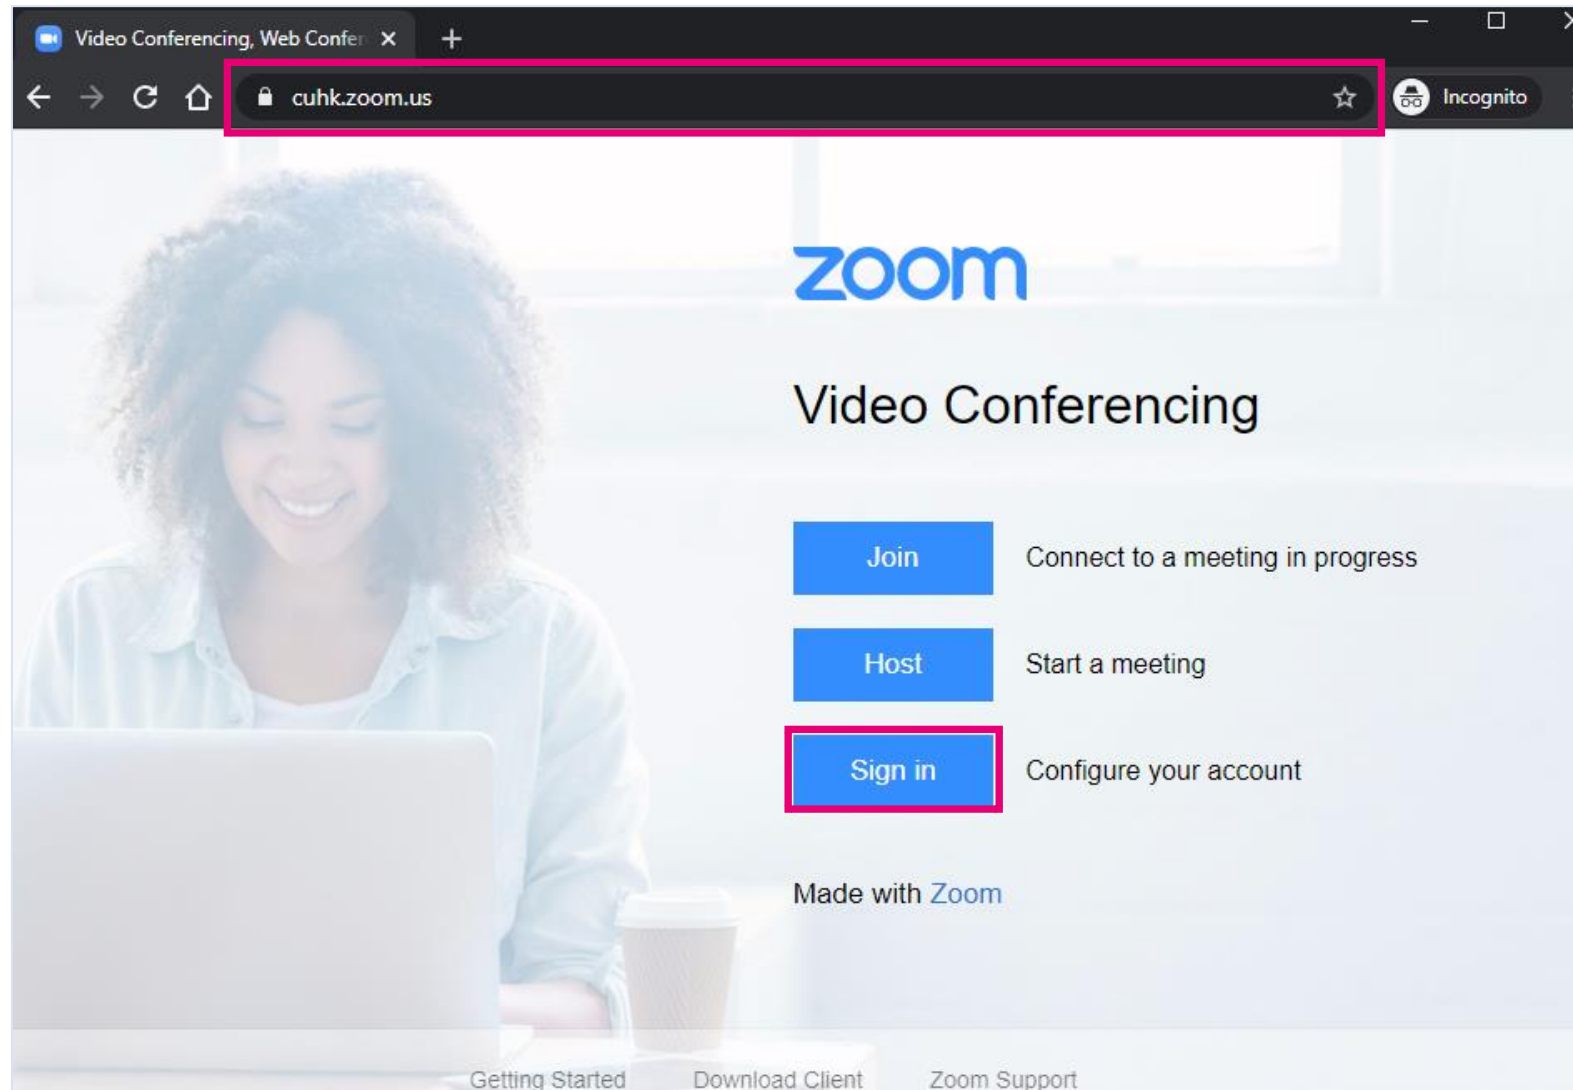 Video Conferencing, Web Confer
cuhk.zoom.us
Incognito
zoom
Video Conferencing
Join Connect to a meeting in progress
Host Start a meeting
Sign in Configure your account
Made with Zoom
Getting Started Download Client Zoom Support